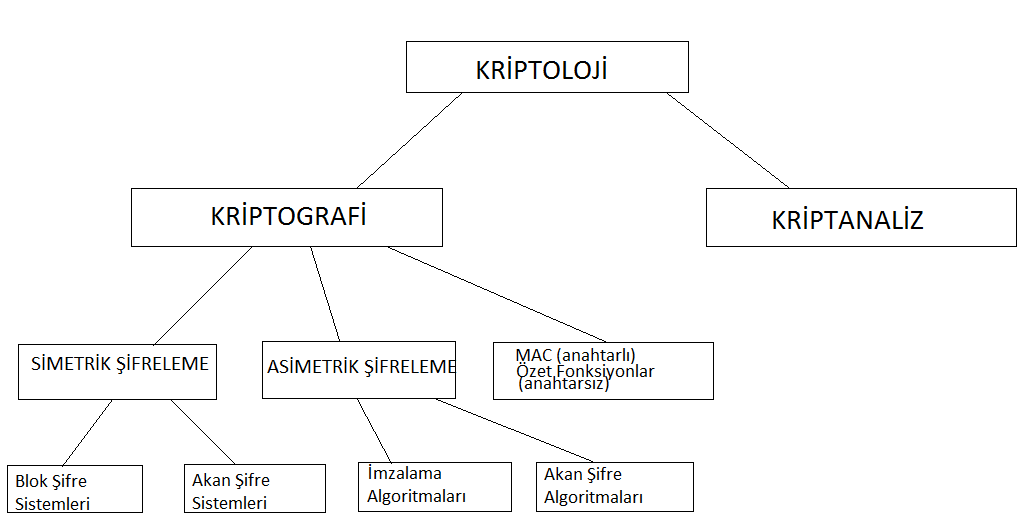 KRİPTOLOJİ
KRİPTOGRAFİ
KRİPTANALİZ
SİMETRİK ŞİFRELEME
ASİMETRİK ŞİFRELEME
MAC (anahtarlı)
Özet Fonksiyonlar
(anahtarsız)
Blok Şifre
Sistemleri
Akan Şifre
Sistemleri
İmzalama
Algoritmaları
Akan Şifre
Algoritmaları